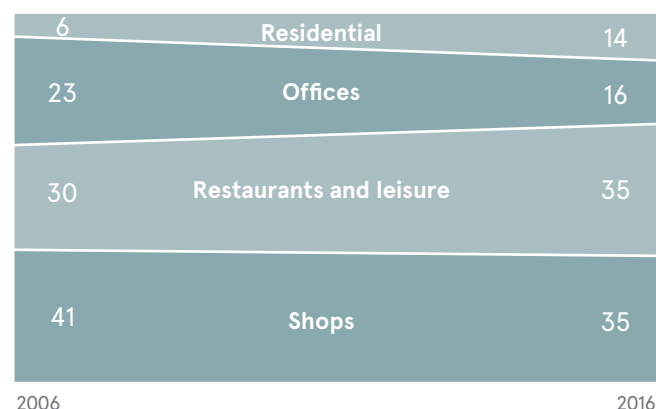 6 Residential 14
23 Offices 16
30 Restaurants and leisure 35
41 Shops 35
2006 2016